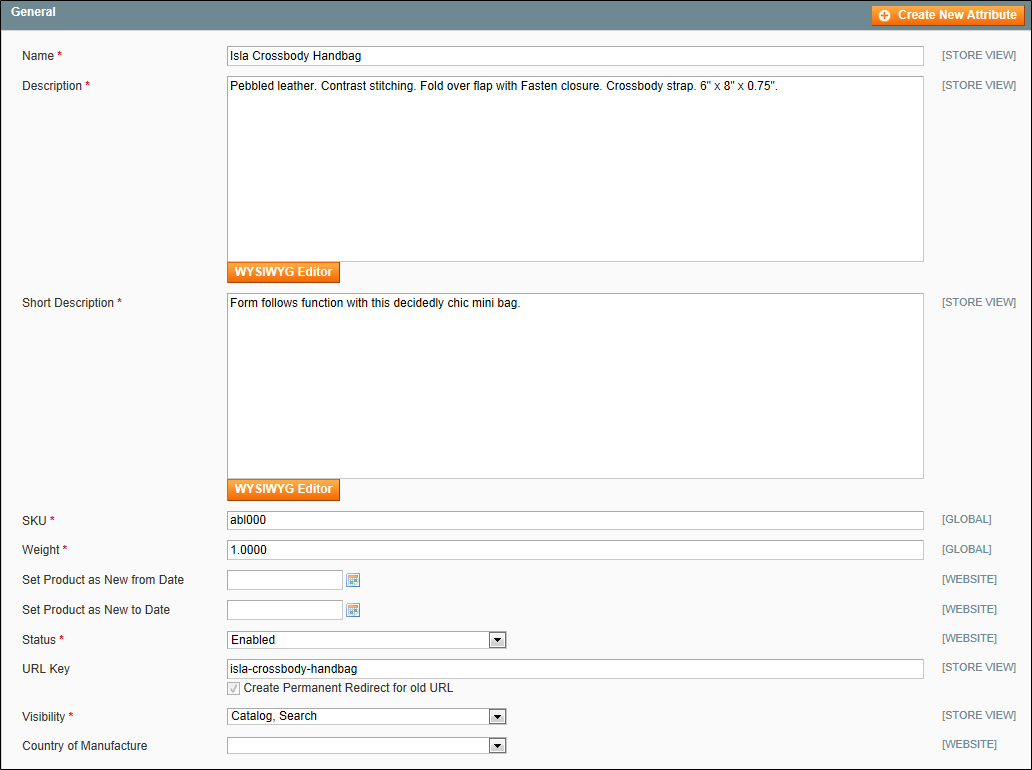 General
Create New Attribute
Name *
Isla Crossbody Handbag
[STORE VIEW]
Description *
Pebbled leather. Contrast stitching. Fold over flap with Fasten closure. Crossbody strap. 6" x 8" x 0.75".
[STORE VIEW]
WYSIWYG Editor
Short Description *
Form follows function with this decidedly chic mini bag.
[STORE VIEW]
WYSIWYG Editor
SKU *
abl000
[GLOBAL]
Weight *
1.0000
[GLOBAL]
Set Product as New from Date
[WEBSITE]
Set Product as New to Date
[WEBSITE]
Status *
Enabled
[WEBSITE]
URL Key
isla-crossbody-handbag
[STORE VIEW]
Create Permanent Redirect for old URL
Visibility *
Catalog, Search
[STORE VIEW]
Country of Manufacture
[WEBSITE]